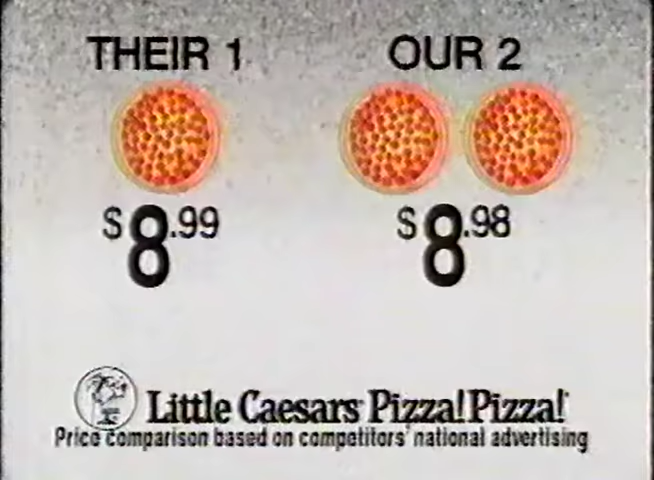 THEIR 1 OUR 2
$8.99 $8.98
Little Caesars Pizza!Pizza!
Price comparison based on competitors' national advertising